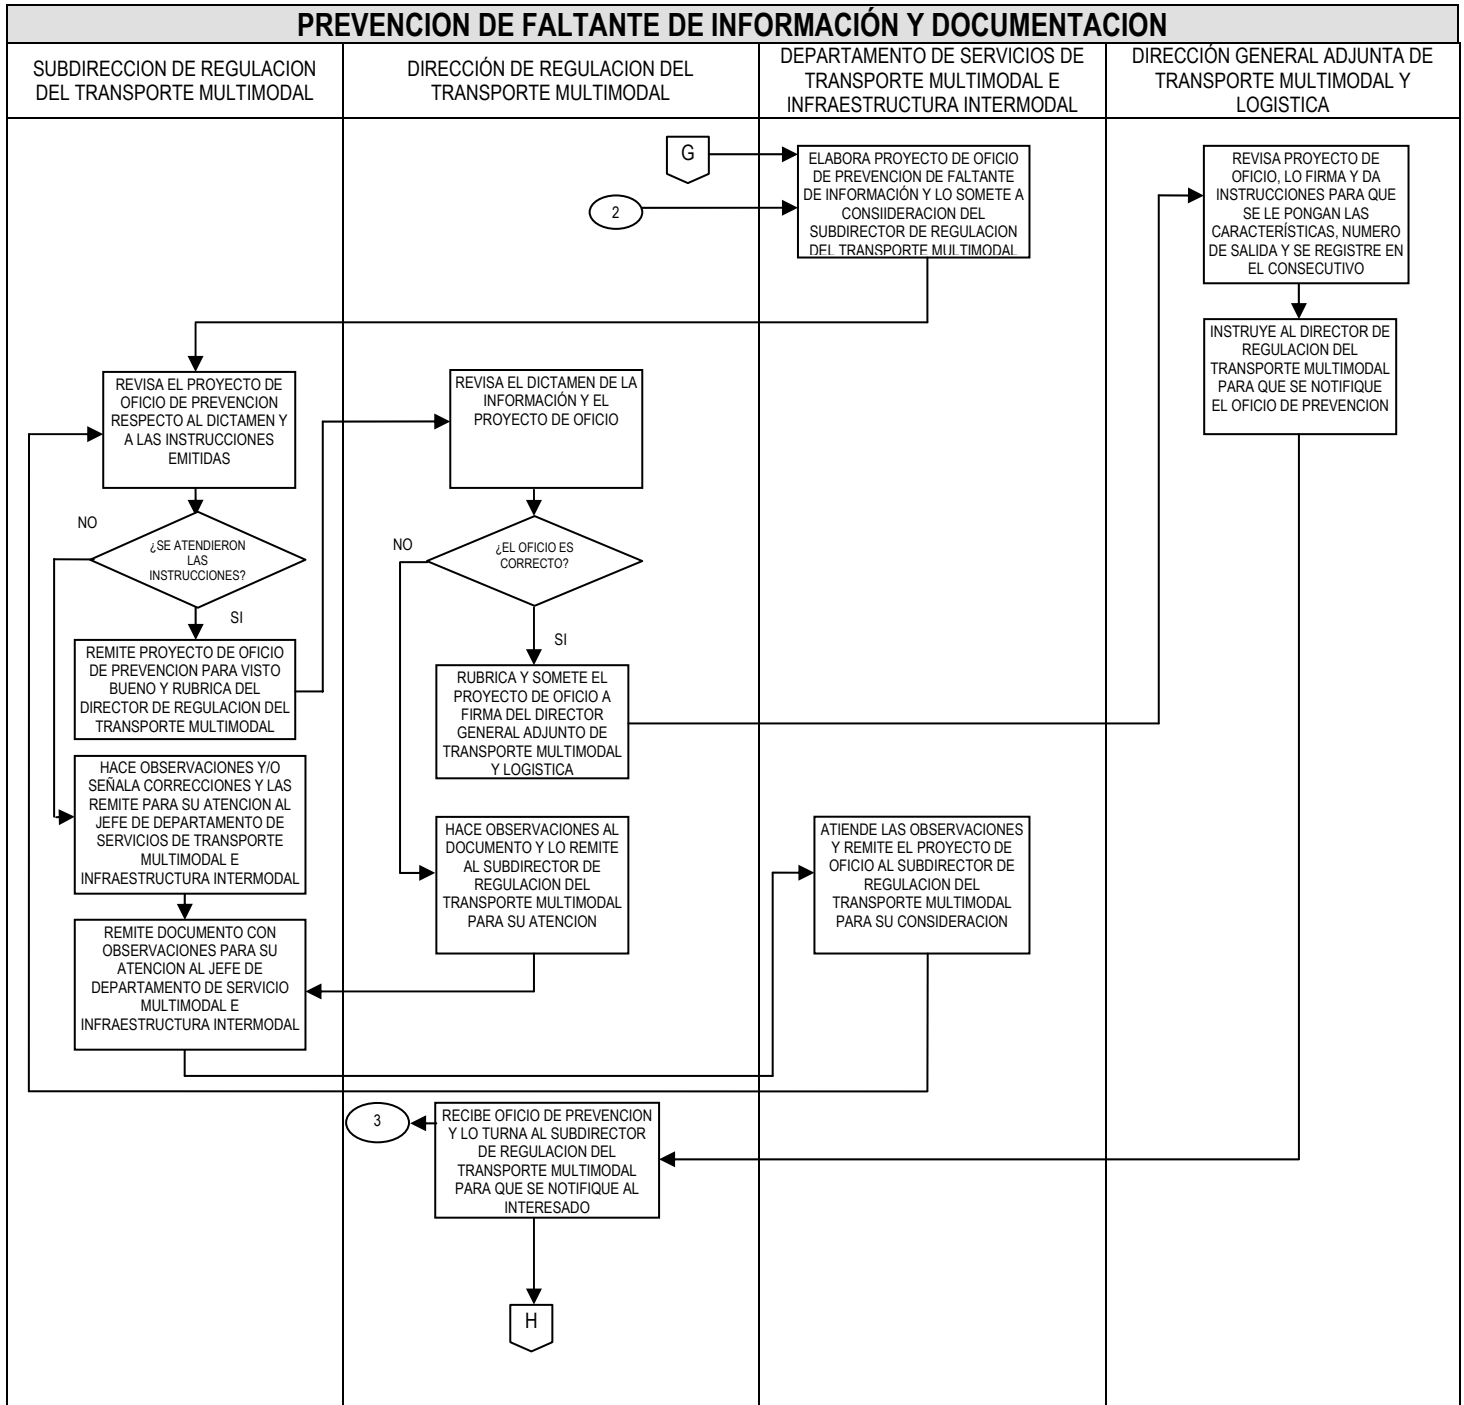 PREVENCION DE FALTANTE DE INFORMACIÓN Y DOCUMENTACION
SUBDIRECCION DE REGULACION
DEL TRANSPORTE MULTIMODAL
DIRECCIÓN DE REGULACION DEL
TRANSPORTE MULTIMODAL
DEPARTAMENTO DE SERVICIOS DE
TRANSPORTE MULTIMODAL E
INFRAESTRUCTURA INTERMODAL
DIRECCIÓN GENERAL ADJUNTA DE
TRANSPORTE MULTIMODAL Y
LOGISTICA
G
2
ELABORA PROYECTO DE OFICIO
DE PREVENCION DE FALTANTE
DE INFORMACIÓN Y LO SOMETE A
CONSIIDERACION DEL
SUBDIRECTOR DE REGULACION
DEL TRANSPORTE MULTIMODAL
REVISA PROYECTO DE
OFICIO, LO FIRMA Y DA
INSTRUCCIONES PARA QUE
SE LE PONGAN LAS
CARACTERÍSTÍFICAS, NUMERO
DE SALIDA Y SE REGISTRE EN
EL CONSECUTIVO
INSTRUYE AL DIRECTOR DE
REGULACION DEL
TRANSPORTE MULTIMODAL
PARA QUE SE NOTIFIQUE
EL OFICIO DE PREVENCION
REVISA EL PROYECTO DE
OFICIO DE PREVENCION
RESPECTO AL DICTAMEN Y
A LAS INSTRUCCIONES
EMITIDAS
REVISA EL DICTAMEN DE LA
INFORMACIÓN Y EL
PROYECTO DE OFICIO
NO
¿SE ATENDIERON
LAS
INSTRUCCIONES?
SI
NO
¿EL OFICIO ES
CORRECTO?
SI
REMITE PROYECTO DE OFICIO
DE PREVENCION PARA VISTO
BUENO Y RUBRICA DEL
DIRECTOR DE REGULACION DEL
TRANSPORTE MULTIMODAL
RUBRICA Y SOMETE EL
PROYECTO DE OFICIO A
FIRMA DEL DIRECTOR
GENERAL ADJUNTO DE
TRANSPORTE MULTIMODAL
Y LOGISTICA
HACE OBSERVACIONES Y/O
SEÑALA CORRECCIONES Y LAS
REMITE PARA SU ATENCION AL
JEFE DE DEPARTAMENTO DE
SERVICIOS DE TRANSPORTE
MULTIMODAL E
INFRAESTRUCTURA INTERMODAL
HACE OBSERVACIONES AL
DOCUMENTO Y LO REMITE
AL SUBDIRECTOR DE
REGULACION DEL
TRANSPORTE MULTIMODAL
PARA SU ATENCION
ATIENDE LAS OBSERVACIONES
Y REMITE EL PROYECTO DE
OFICIO AL SUBDIRECTOR DE
REGULACION DEL
TRANSPORTE MULTIMODAL
PARA SU CONSIDERACION
REMITE DOCUMENTO CON
OBSERVACIONES PARA SU
ATENCION AL JEFE DE
DEPARTAMENTO DE SERVICIO
MULTIMODAL E
INFRAESTRUCTURA INTERMODAL
3
RECIBE OFICIO DE PREVENCION
Y LO TURNA AL SUBDIRECTOR
DE REGULACION DEL
TRANSPORTE MULTIMODAL
PARA QUE SE NOTIFIQUE AL
INTERESADO
H